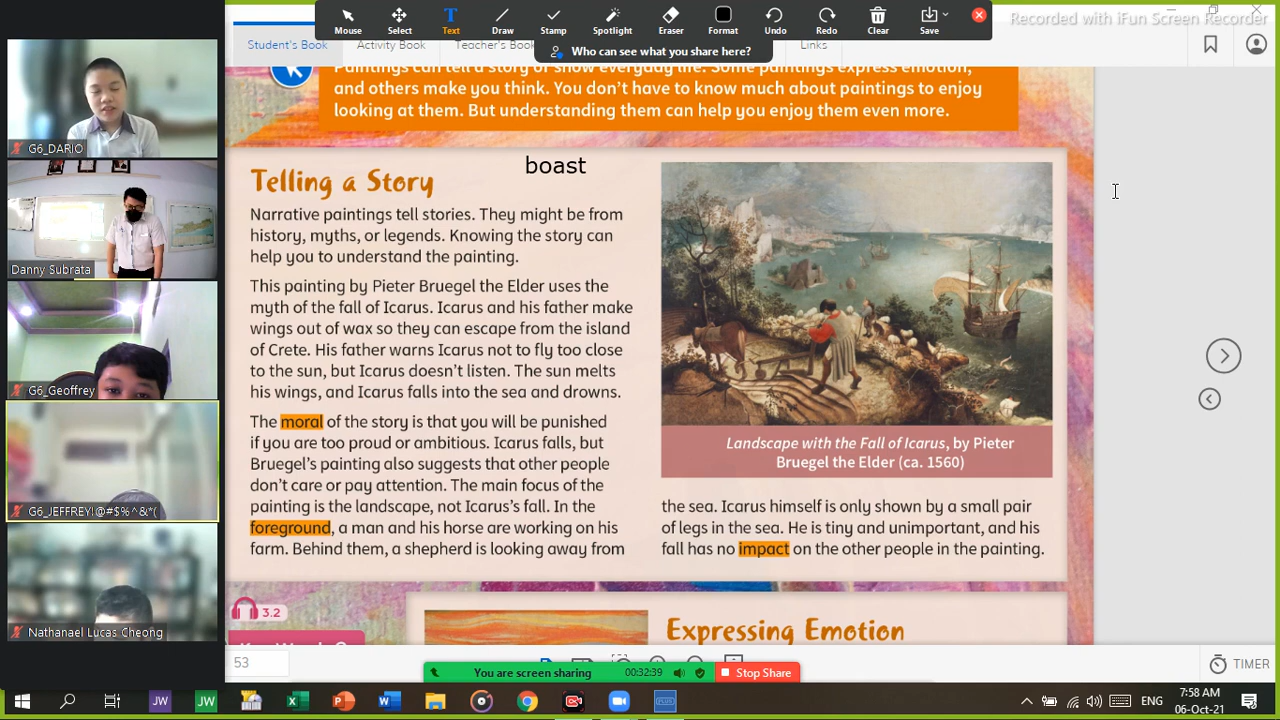 Mouse
Select
Text
Draw
Stamp
Spotlight
Eraser
Format
Undo
Redo
Clear
Save
Recorded with iFun Screen Recorder
Who can see what you share here?
Student's Book
Activity Book
Teacher's Book
Links
Paintings can tell a story or show everyday life. Some paintings express emotion,
and others make you think. You don't have to know much about paintings to enjoy
looking at them. But understanding them can help you enjoy them even more.
boast
Telling a Story
Narrative paintings tell stories. They might be from
history, myths, or legends. Knowing the story can
help you to understand the painting.
This painting by Pieter Bruegel the Elder uses the
myth of the fall of Icarus. Icarus and his father make
wings out of wax so they can escape from the island
of Crete. His father warns Icarus not to fly too close
to the sun, but Icarus doesn't listen. The sun melts
his wings, and Icarus falls into the sea and drowns.
The moral of the story is that you will be punished
if you are too proud or ambitious. Icarus falls, but
Bruegel's painting also suggests that other people
don't care or pay attention. The main focus of the
painting is the landscape, not Icarus's fall. In the
foreground, a man and his horse are working on his
farm. Behind them, a shepherd is looking away from
Landscape with the Fall of Icarus, by Pieter
Bruegel the Elder (ca. 1560)
the sea. Icarus himself is only shown by a small pair
of legs in the sea. He is tiny and unimportant, and his
fall has no impact on the other people in the painting.
3.2
Expressing Emotion
G6_DARIO
Danny Subrata
G6_Geoffrey
G6_JEFFREY!@#$%^&*(
Nathanael Lucas Cheong
53
You are screen sharing
00:32:39
Stop Share
TIMER
JW
JW
ENG
7:58 AM
06-Oct-21